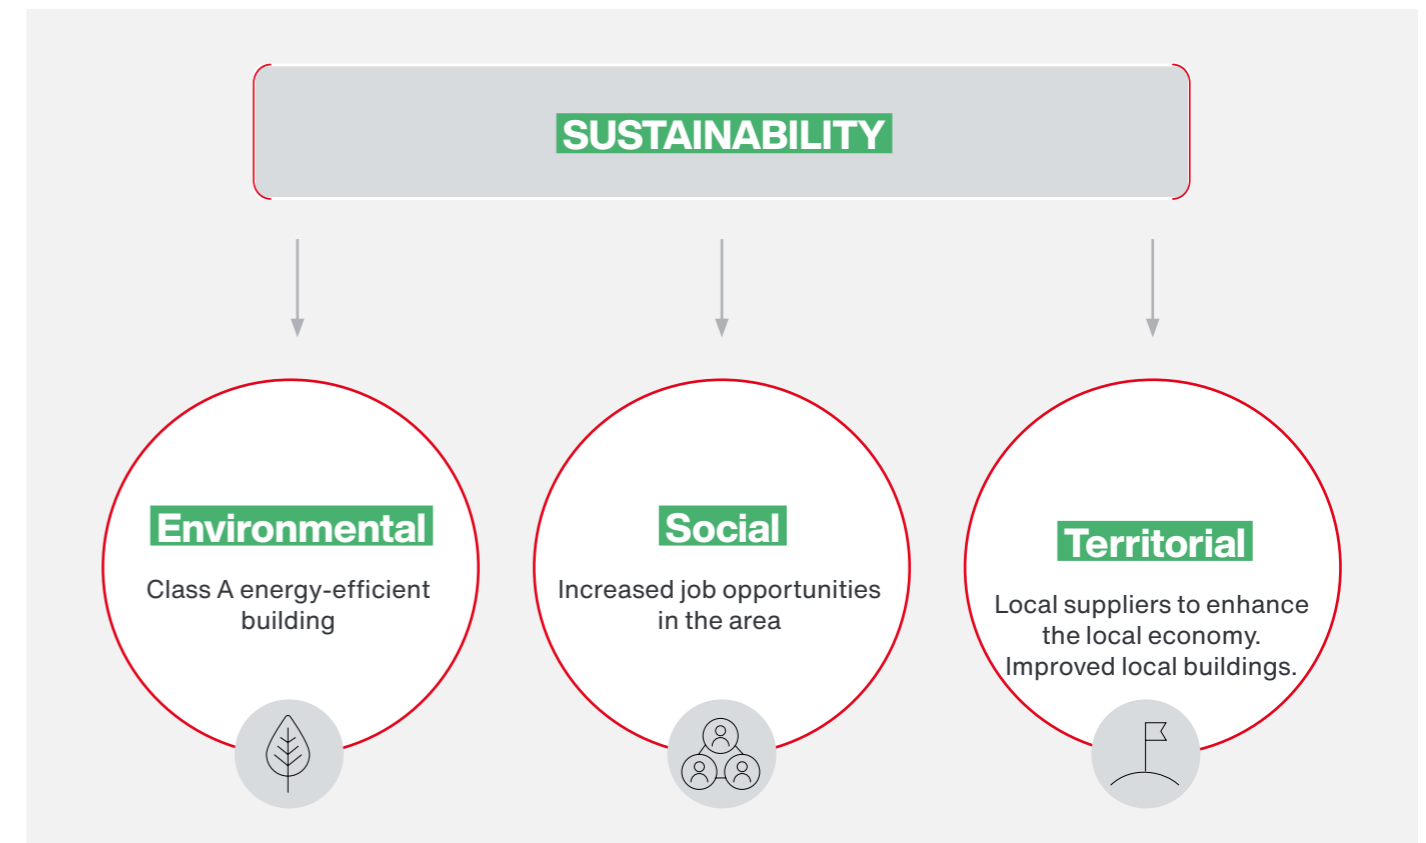 SUSTAINABILITY
Environmental
Class A energy-efficient
building
Social
Increased job opportunities
in the area
Territorial
Local suppliers to enhance
the local economy.
Improved local buildings.